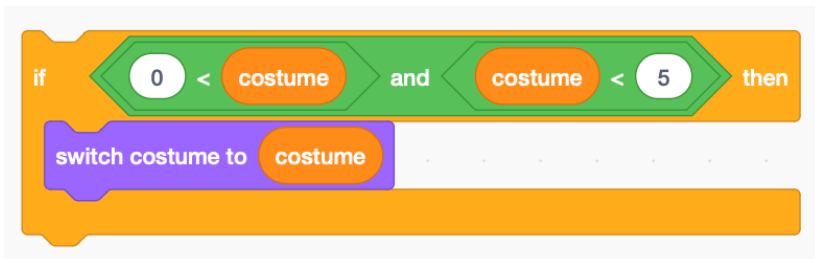 if 0 < costume and costume < 5 then
switch costume to costume